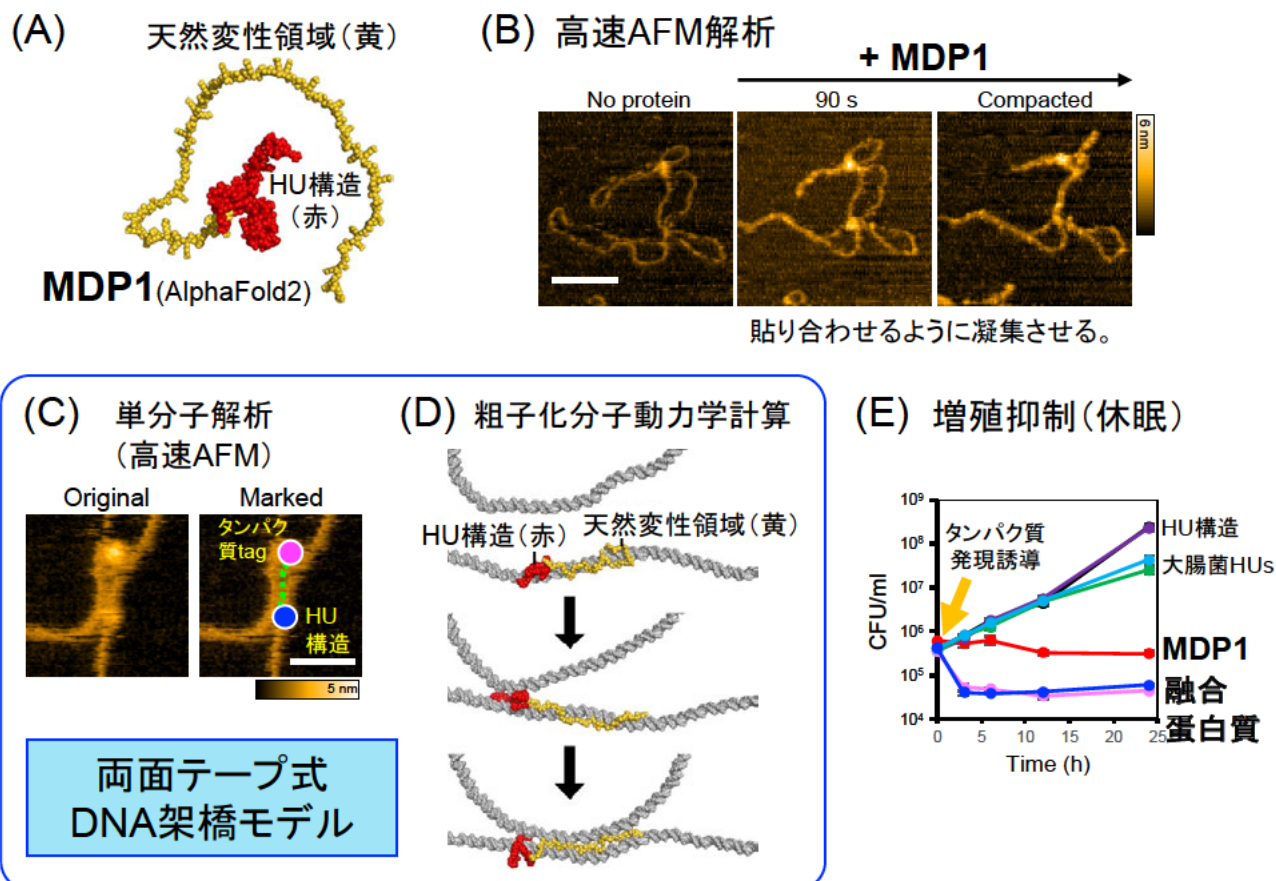 (A)
天然変性領域(黄)
HU構造
(赤)
MDP1(AlphaFold2)
(B) 高速AFM解析
+ MDP1
No protein
90 s
Compacted
6 nm
貼り合わせるように凝集させる。
(C) 単分子解析
(高速AFM)
Original
Marked
タンパク
質tag
HU
構造
5 nm
両面テープ式
DNA架橋モデル
(D) 粗子化分子動力学計算
HU構造(赤)
天然変性領域(黄)
(E) 増殖抑制(休眠)
タンパク質
発現誘導
CFU/ml
10⁹
10⁸
10⁷
10⁶
10⁵
10⁴
0
5
10
15
20
25
Time (h)
HU構造
大腸菌HUs
MDP1
融合
蛋白質